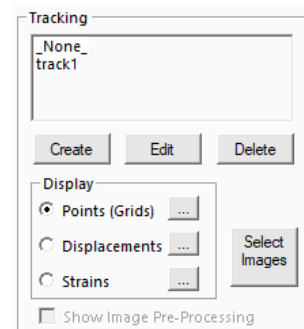 Tracking
_None_
track1
Create Edit Delete
Display
Points (Grids) ...
Displacements ...
Strains ...
Select
Images
Show Image Pre-Processing